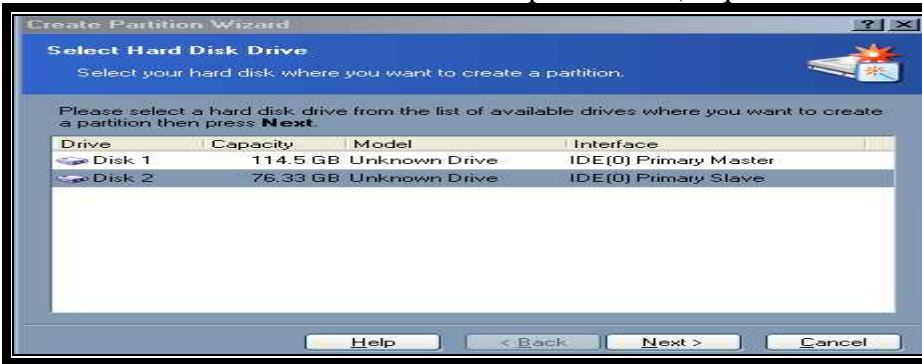 Create Partition Wizard
Select Hard Disk Drive
Select your hard disk where you want to create a partition.
Please select a hard disk drive from the list of available drives where you want to create
a partition then press Next.
Drive Capacity Model Interface
Disk 1 114.5 GB Unknown Drive IDE(0) Primary Master
Disk 2 76.33 GB Unknown Drive IDE(0) Primary Slave
Help < Back Next > Cancel